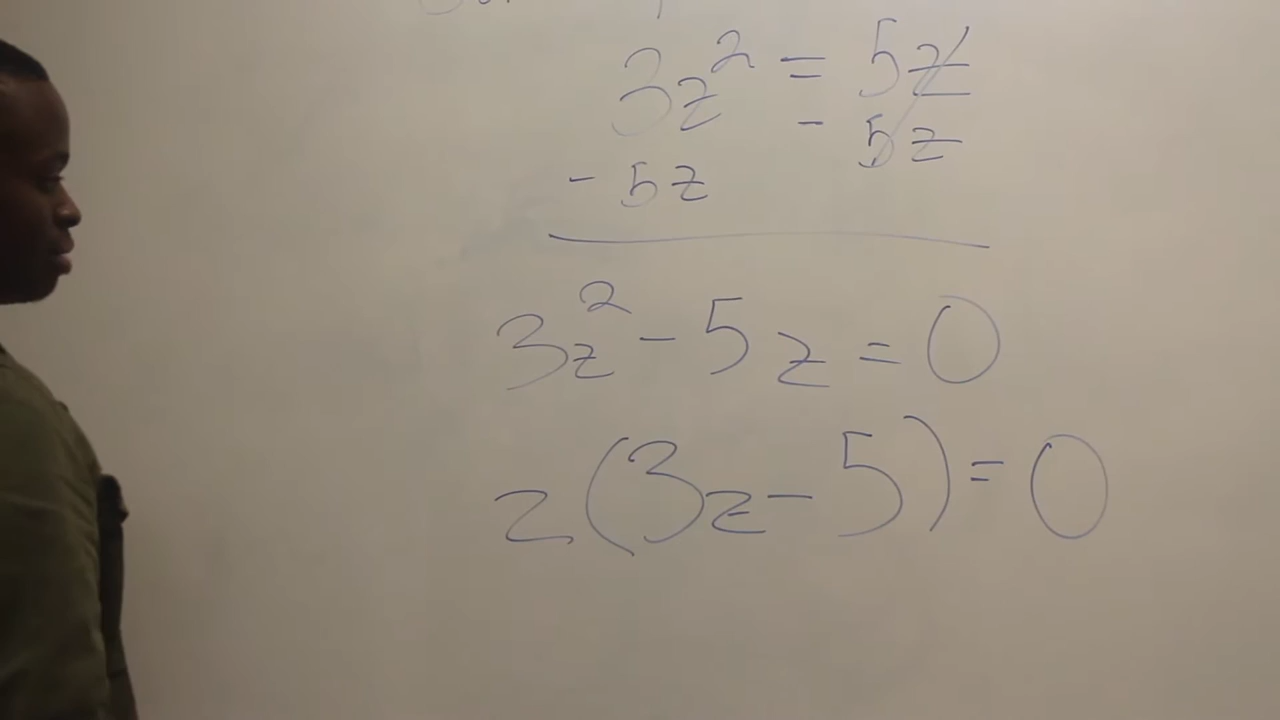 3z² = 5z
- 5z - 5z
3z² - 5z = 0
z(3z - 5) = 0